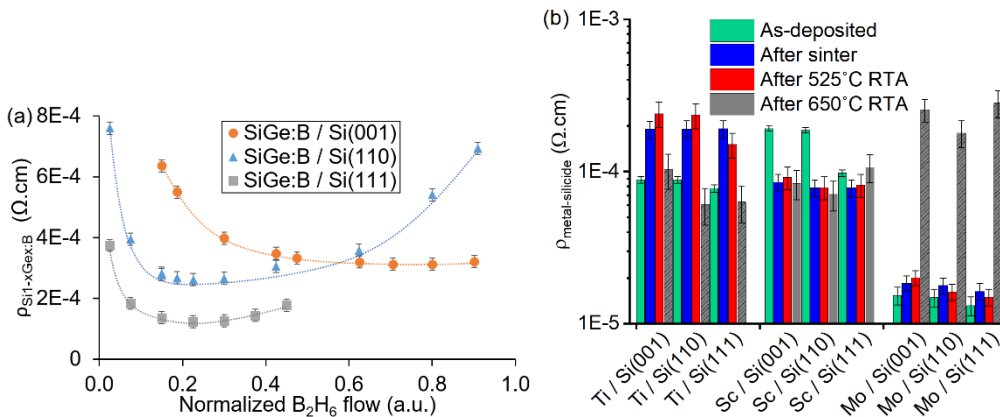 (a)
8E-4
6E-4
4E-4
2E-4
0
ρSi1-xGex:B (Ω.cm)
SiGe:B / Si(001)
SiGe:B / Si(110)
SiGe:B / Si(111)
0.0 0.2 0.4 0.6 0.8 1.0
Normalized B₂H₆ flow (a.u.)
(b)
1E-3
1E-4
1E-5
ρmetal-silicide (Ω.cm)
As-deposited
After sinter
After 525˚C RTA
After 650˚C RTA
Ti / Si(001)
Ti / Si(110)
Ti / Si(111)
Sc / Si(001)
Sc / Si(110)
Sc / Si(111)
Mo / Si(001)
Mo / Si(110)
Mo / Si(111)